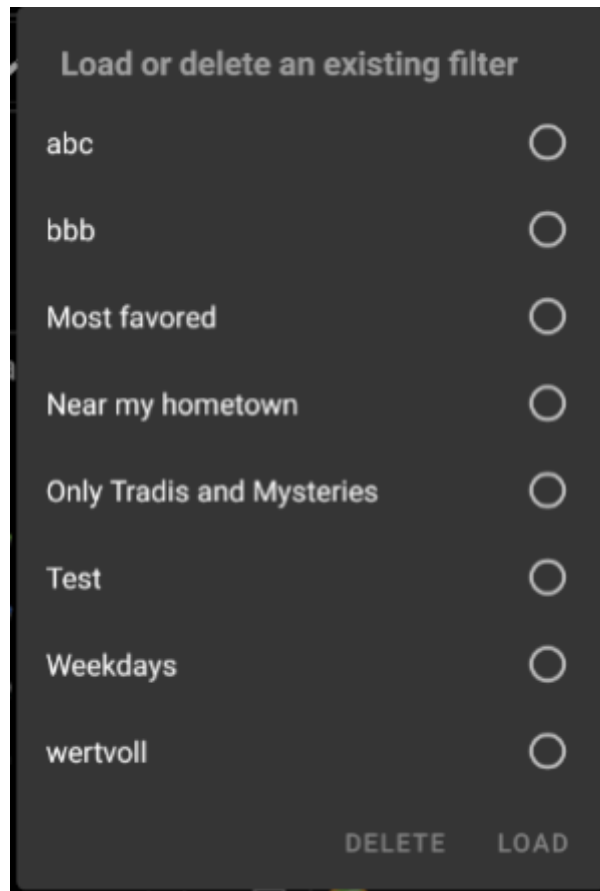 Load or delete an existing filter
abc
bbb
Most favored
Near my hometown
Only Tradis and Mysteries
Test
Weekdays
wertvoll
DELETE LOAD